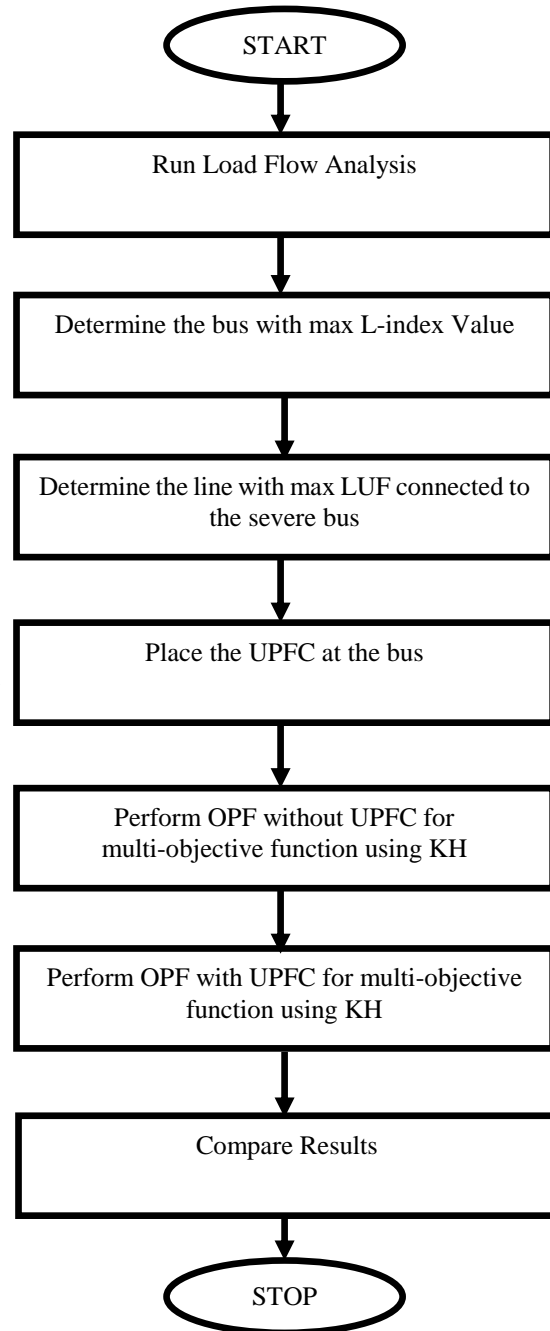 START
Run Load Flow Analysis
Determine the bus with max L-index Value
Determine the line with max LUF connected to
the severe bus
Place the UPFC at the bus
Perform OPF without UPFC for
multi-objective function using KH
Perform OPF with UPFC for multi-objective
function using KH
Compare Results
STOP